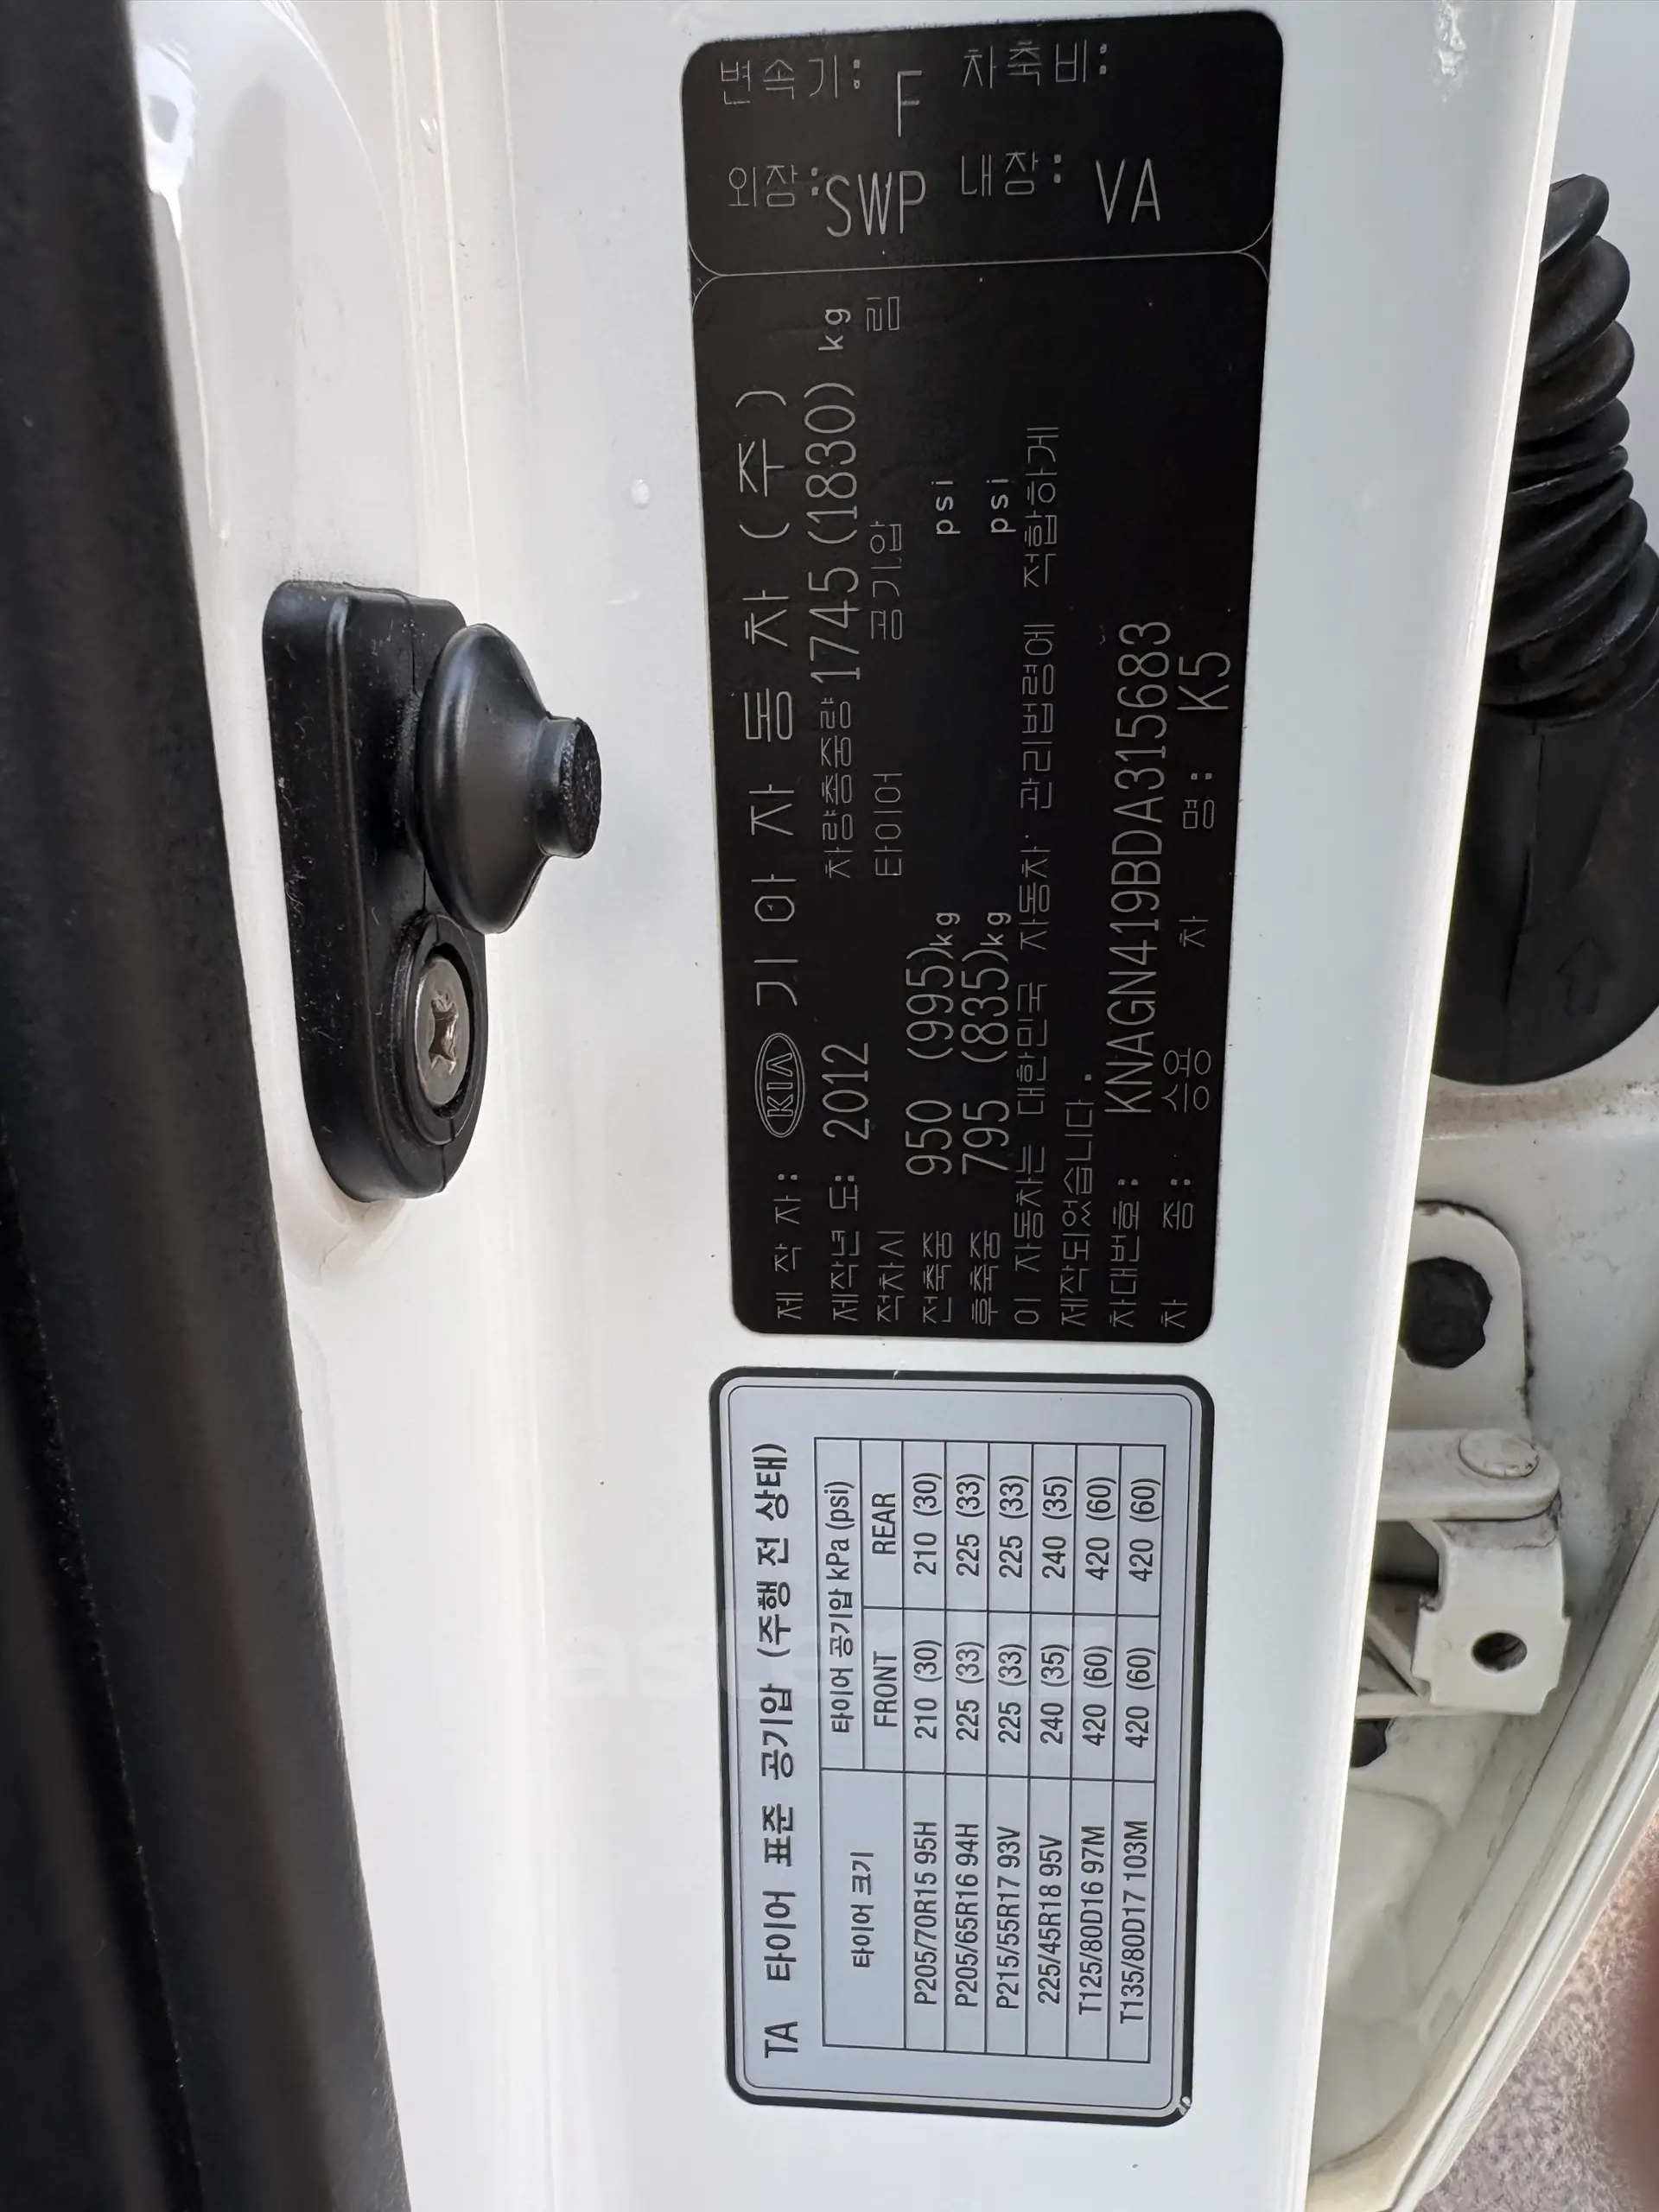 제 작 자: KIA 기아자동차(주)
제작년 도: 2012 차량총중량 1745(1830) kg
적차시 타이어 공기압 림
전축중 950 (995)kg psi
후축중 795 (835)kg psi
이 자동차는 대한민국 자동차 관리법령에 적합하게
제작되었습니다.
차대번호: KNAGN419BDA315683
차 종: 승용 차 명: K5
변속기: F
차축비:
외장: SWP
내장: VA
TA 타이어 표준 공기압 (주행 전 상태)
타이어 크기 타이어 공기압 kPa (psi)
FRONT REAR
P205/70R15 95H 210 (30) 210 (30)
P205/65R16 94H 225 (33) 225 (33)
P215/55R17 93V 225 (33) 225 (33)
225/45R18 95V 240 (35) 240 (35)
T125/80D16 97M 420 (60) 420 (60)
T135/80D17 103M 420 (60) 420 (60)